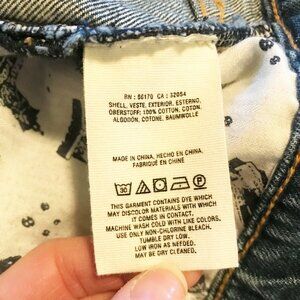 RN : 66170 CA : 32054
SHELL, VESTE, EXTERIOR, ESTERNO,
OBERSTOFF: 100% COTTON, COTON,
ALGODÓN, COTONE, BAUMWOLLE
MADE IN CHINA, HECHO EN CHINA,
FABRIQUÉ EN CHINE
30
THIS GARMENT CONTAINS DYE WHICH
MAY DISCOLOR MATERIALS WITH WHICH
IT COMES IN CONTACT.
MACHINE WASH COLD WITH LIKE COLORS.
USE ONLY NON-CHLORINE BLEACH.
TUMBLE DRY LOW.
LOW IRON AS NEEDED.
MAY BE DRY CLEANED.